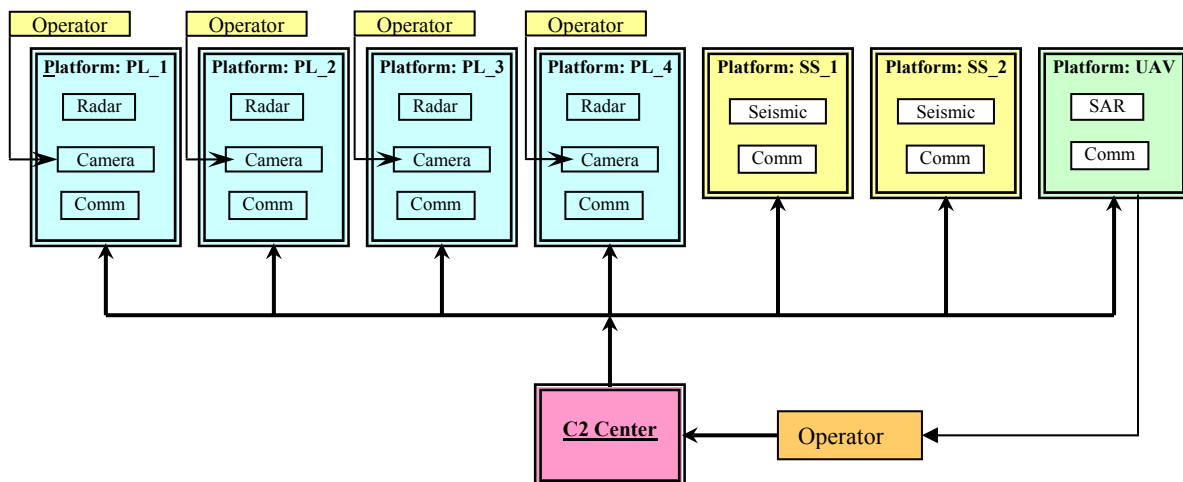 Operator
Operator
Operator
Operator
Platform: PL_1
Radar
Camera
Comm
Platform: PL_2
Radar
Camera
Comm
Platform: PL_3
Radar
Camera
Comm
Platform: PL_4
Radar
Camera
Comm
Platform: SS_1
Seismic
Comm
Platform: SS_2
Seismic
Comm
Platform: UAV
SAR
Comm
C2 Center
Operator